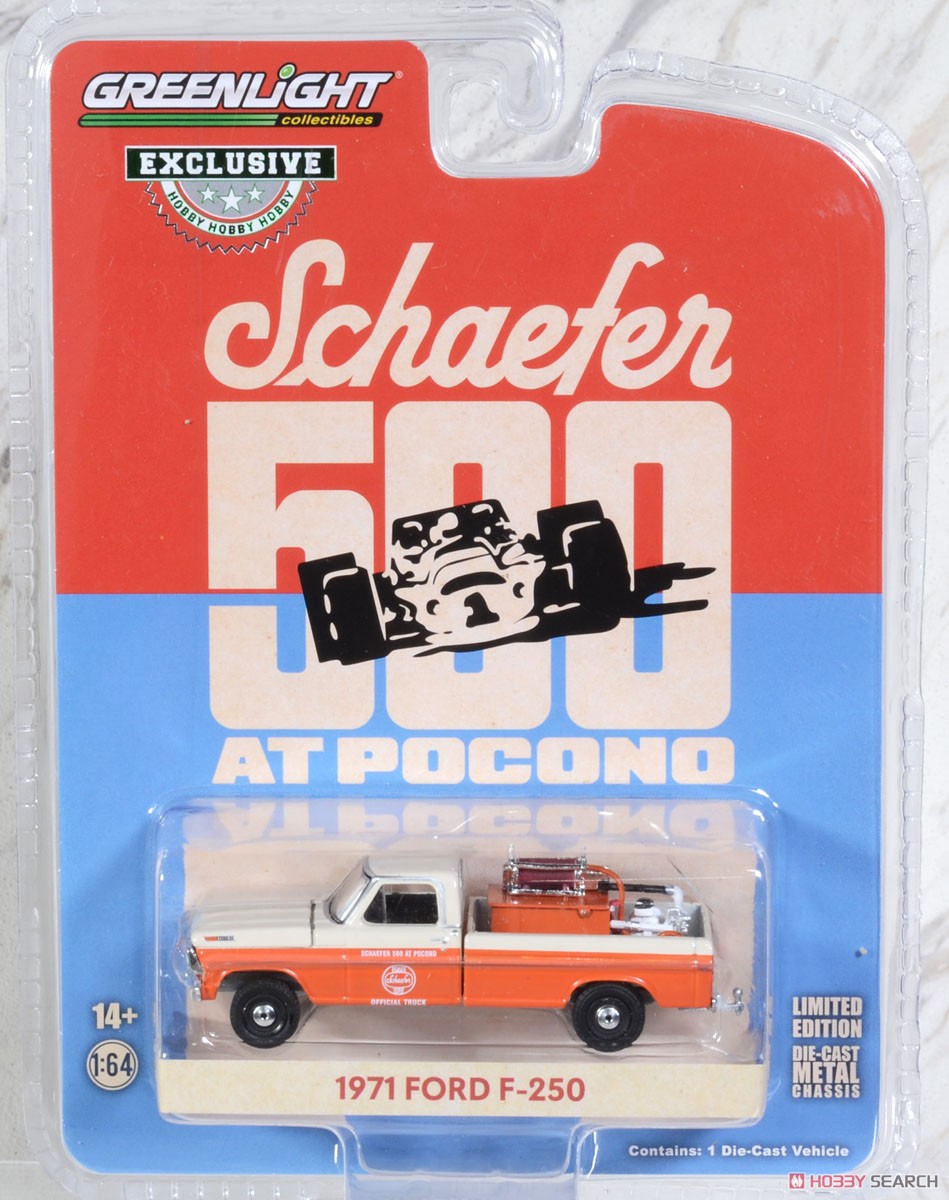 GREENLIGHT®
collectibles
EXCLUSIVE
HOBBY HOBBY HOBBY
Schaefer
500
1
AT POCONO
SCHAEFER 500 AT POCONO
Schaefer
OFFICIAL TRUCK
14+
1:64
LIMITED
EDITION
DIE-CAST
METAL
CHASSIS
1971 FORD F-250
Contains: 1 Die-Cast Vehicle
HOBBY SEARCH